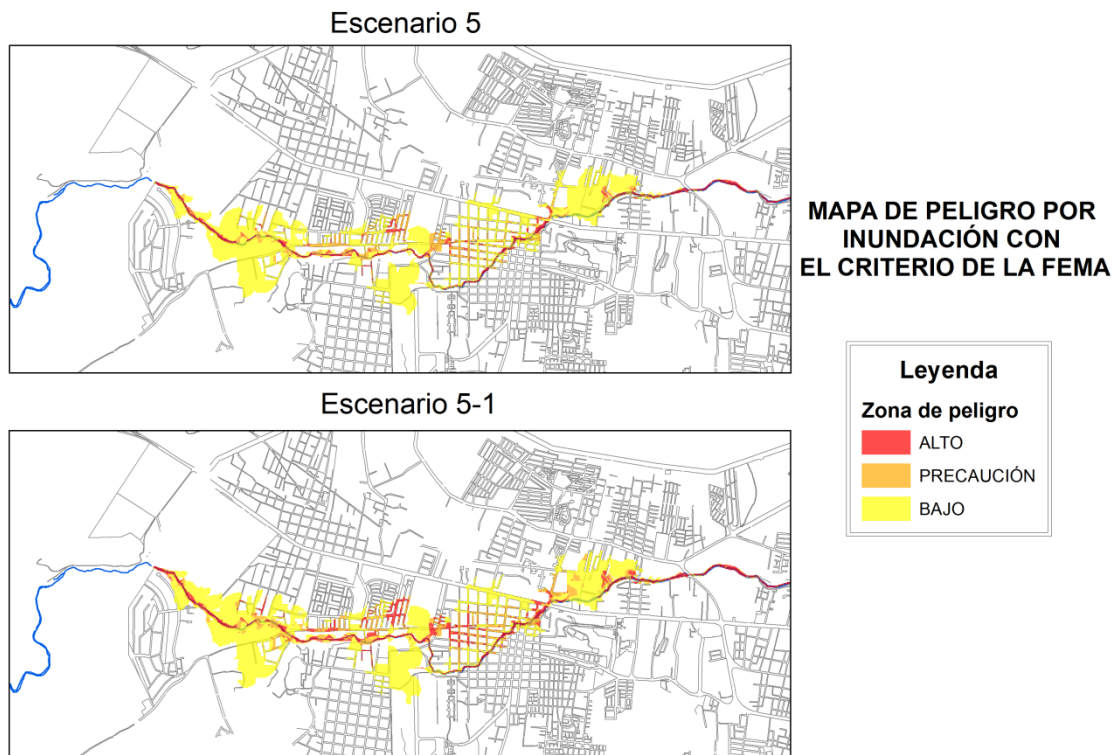 Escenario 5
MAPA DE PELIGRO POR
INUNDACIÓN CON
EL CRITERIO DE LA FEMA
Leyenda
Zona de peligro
ALTO
PRECAUCIÓN
BAJO
Escenario 5-1